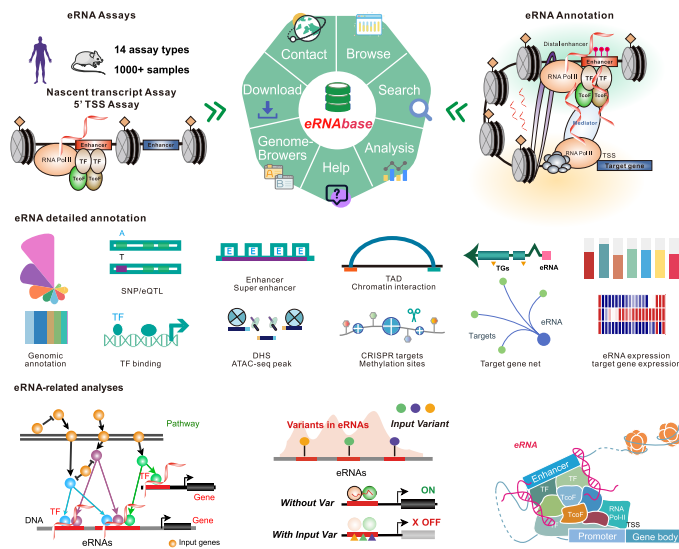 eRNA Assays
14 assay types
1000+ samples
Nascent transcript Assay
5' TSS Assay
Enhancer
Enhancer
RNA Pol II
TF
TF
TcoF
TcoF
Contact
Browse
Download
Search
eRNAbase
Genome-
Browers
Analysis
Help
eRNA Annotation
Distal enhancer
Enhancer
RNA Pol II
TF
TF
TcoF
TcoF
Mediator
RNA Pol II
TSS
Target gene
eRNA detailed annotation
A
T
SNP/eQTL
E
E
E
E
Enhancer
Super enhancer
TAD
Chromatin interaction
TGs
eRNA
Genomic
annotation
TF
TF binding
DHS
ATAC-seq peak
CRISPR targets
Methylation sites
Targets
eRNA
Target gene net
eRNA expression
target gene expression
eRNA-related analyses
Pathway
TF
Gene
TF
Gene
DNA
eRNAs
Input genes
Variants in eRNAs
Input Variant
eRNAs
Without Var
ON
With Input Var
X OFF
eRNA
Enhancer
TF
TF
TcoF
TcoF
RNA
Pol-II
TSS
Promoter
Gene body